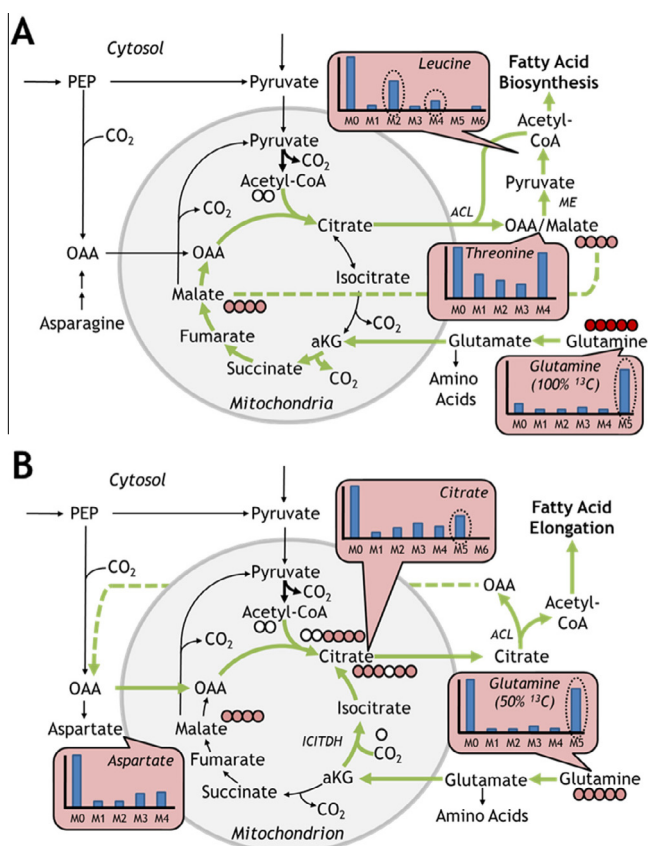 A
Cytosol
PEP
Pyruvate
CO2
Leucine
M0 M1 M2 M3 M4 M5 M6
Fatty Acid
Biosynthesis
Acetyl-
CoA
Pyruvate
ME
ACL
OAA/Malate
Pyruvate
CO2
Acetyl-CoA
CO2
Citrate
OAA
OAA
Threonine
M0 M1 M2 M3 M4
Isocitrate
Malate
CO2
Asparagine
Fumarate
aKG
Glutamate
Glutamine
Succinate
CO2
Amino
Acids
Mitochondria
Glutamine
(100% 13C)
M0 M1 M2 M3 M4 M5
B
Cytosol
PEP
Pyruvate
CO2
Citrate
M0 M1 M2 M3 M4 M5 M6
Fatty Acid
Elongation
Pyruvate
CO2
Acetyl-CoA
OAA
Acetyl-
CoA
ACL
CO2
Citrate
Citrate
OAA
OAA
Glutamine
(50% 13C)
M0 M1 M2 M3 M4 M5
Isocitrate
Aspartate
Malate
ICITDH
CO2
Aspartate
M0 M1 M2 M3 M4
Fumarate
aKG
Glutamate
Glutamine
Succinate
CO2
Amino Acids
Mitochondrion